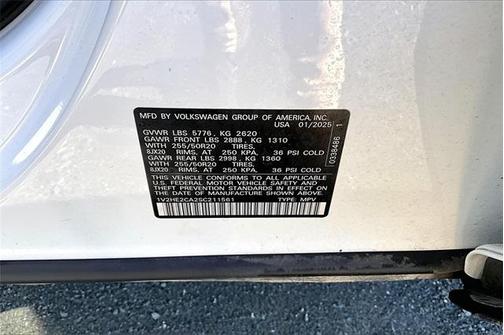 MFD BY VOLKSWAGEN GROUP OF AMERICA, INC.
USA 01/2025
GVWR LBS 5776, KG 2620
GAWR FRONT LBS 2888, KG 1310
WITH 255/50R20 TIRES,
8JX20 RIMS, AT 250 KPA, 36 PSI COLD
GAWR REAR LBS 2998, KG 1360
WITH 255/50R20 TIRES,
8JX20 RIMS, AT 250 KPA, 36 PSI COLD
THIS VEHICLE CONFORMS TO ALL APPLICABLE
U.S. FEDERAL MOTOR VEHICLE SAFETY AND
THEFT PREVENTION STANDARDS IN EFFECT ON
THE DATE OF MANUFACTURE SHOWN ABOVE.
1V2HE2CA2SC211561 TYPE: MPV
0338486 1